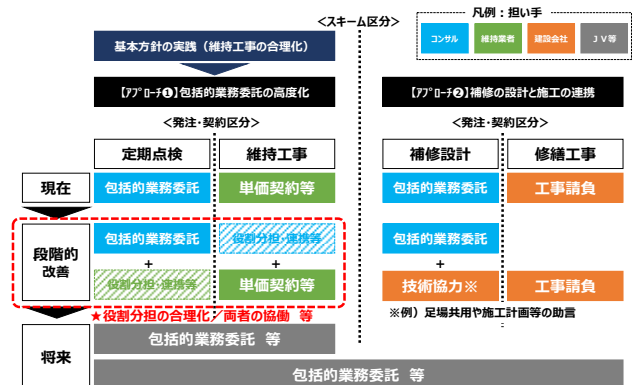 ＜スキーム区分＞
凡例：担い手
コンサル
維持業者
建設会社
ＪＶ等
基本方針の実践（維持工事の合理化）
【ｱﾌﾟﾛｰﾁ❶】包括的業務委託の高度化
【ｱﾌﾟﾛｰﾁ❷】補修の設計と施工の連携
＜発注・契約区分＞
＜発注・契約区分＞
定期点検
維持工事
補修設計
修繕工事
現在
包括的業務委託
単価契約等
包括的業務委託
工事請負
段階的
改善
包括的業務委託
役割分担・連携等
包括的業務委託
+
+
+
役割分担・連携等
単価契約等
技術協力※
工事請負
★役割分担の合理化／両者の協働 等
※例）足場共用や施工計画等の助言
将来
包括的業務委託 等
包括的業務委託 等